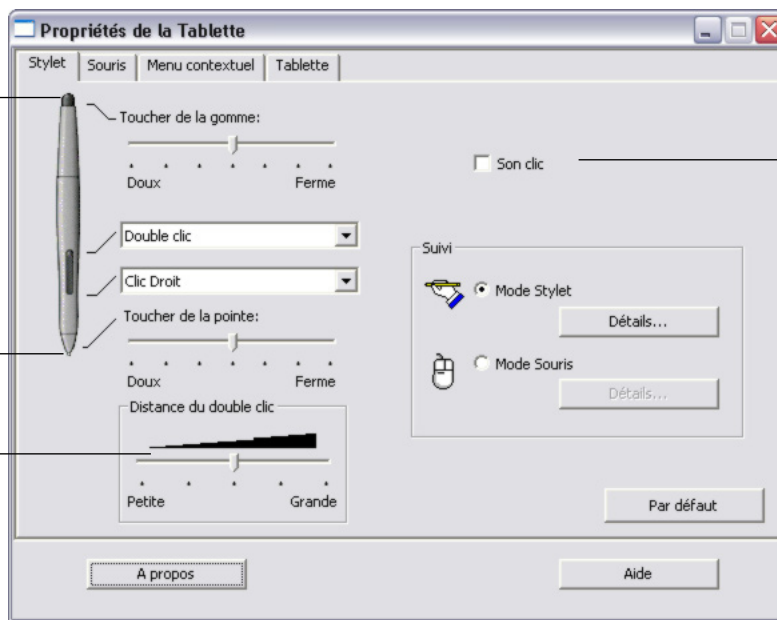 Propriétés de la Tablette
Stylet Souris Menu contextuel Tablette
Toucher de la gomme:
Doux Ferme
Son clic
Double clic
Clic Droit
Toucher de la pointe:
Doux Ferme
Distance du double clic
Petite Grande
Suivi
Mode Stylet
Détails...
Mode Souris
Détails...
Par défaut
A propos
Aide